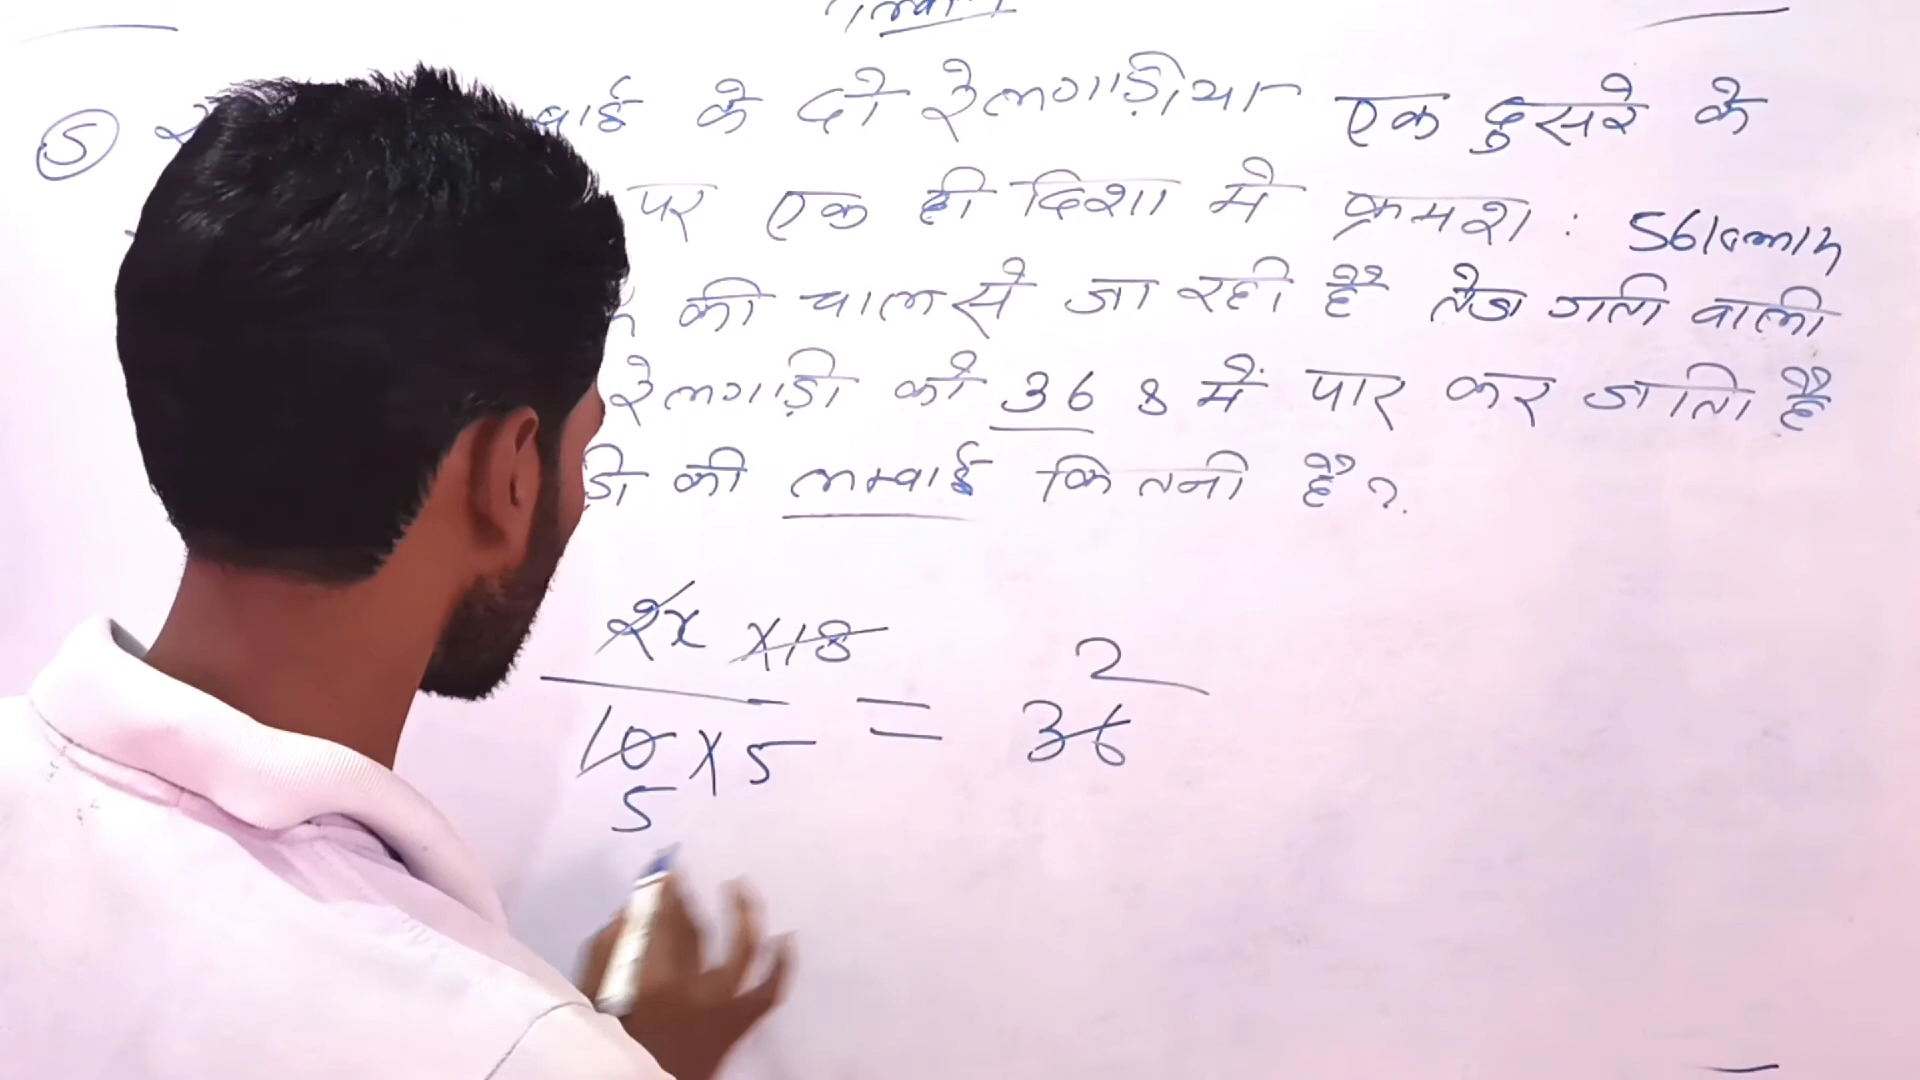 5 वाई के दो रेलगाड़िया एक दुसरे के
पर एक ही दिशा मे क्रमश : 56km/h
की चाल से जा रही है तेज गती वाली
रेलगाड़ी को 36 s में पार कर जाती है
ड़ी की लम्बाई कितनी है?
2x ×18
2
10 ×5 = 36
5